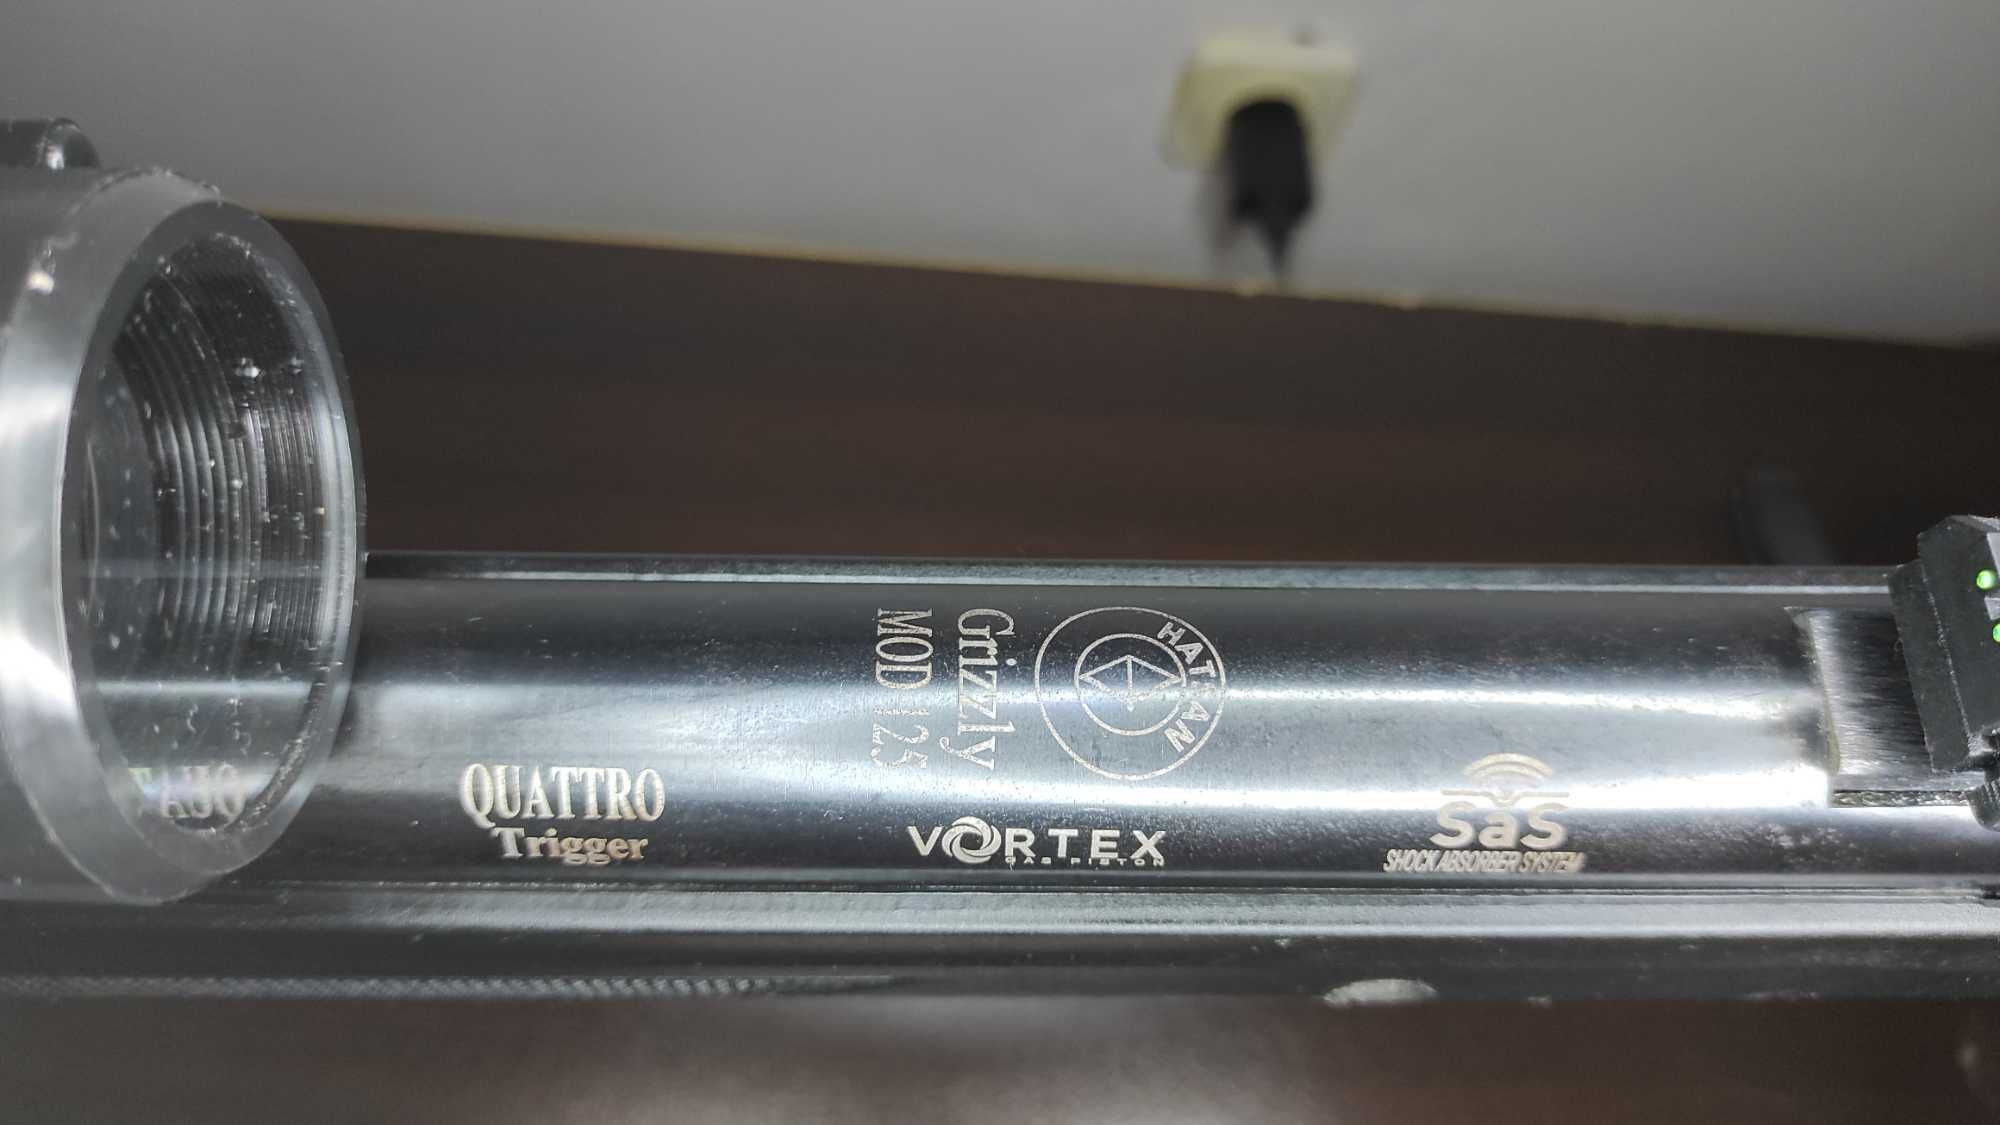 QUATTRO
Trigger
HATSAN
Grizzly
MOD 125
VORTEX
GAS PISTON
SaS
SHOCK ABSORBER SYSTEM